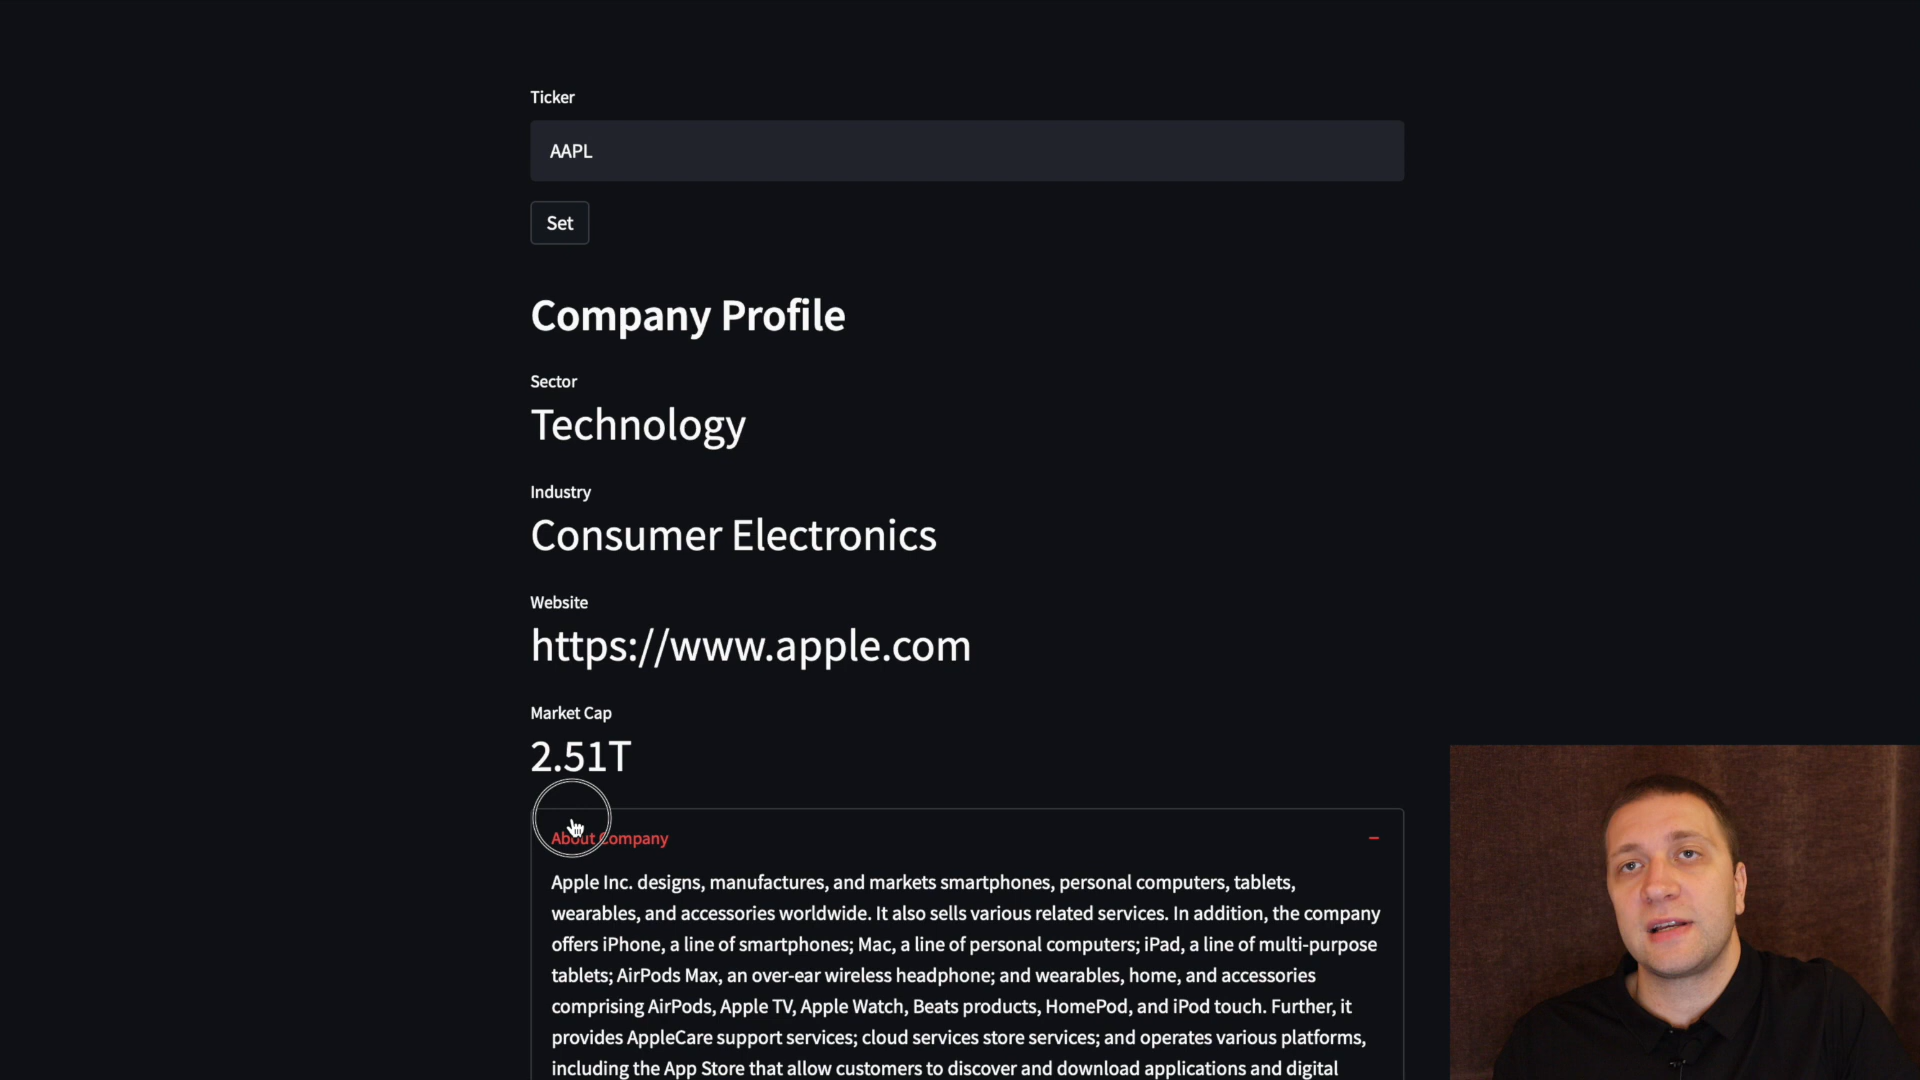 Ticker
AAPL
Set
Company Profile
Sector
Technology
Industry
Consumer Electronics
Website
https://www.apple.com
Market Cap
2.51T
About Company
Apple Inc. designs, manufactures, and markets smartphones, personal computers, tablets,
wearables, and accessories worldwide. It also sells various related services. In addition, the company
offers iPhone, a line of smartphones; Mac, a line of personal computers; iPad, a line of multi-purpose
tablets; AirPods Max, an over-ear wireless headphone; and wearables, home, and accessories
comprising AirPods, Apple TV, Apple Watch, Beats products, HomePod, and iPod touch. Further, it
provides AppleCare support services; cloud services store services; and operates various platforms,
including the App Store that allow customers to discover and download applications and digital